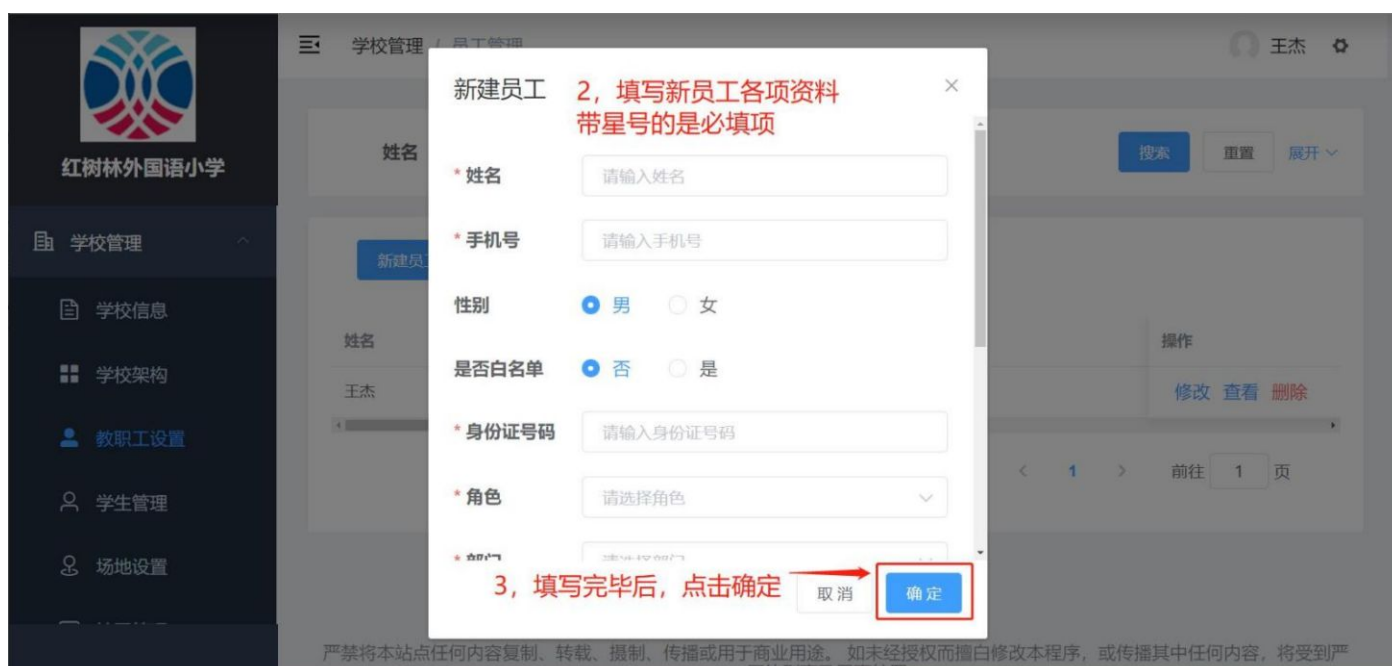 红树林外国语小学
学校管理
学校信息
学校架构
教职工设置
学生管理
场地设置
学校管理 / 员工管理
王杰
姓名
搜索
重置
展开
新建员
姓名
操作
王杰
修改 查看 删除
1
前往 1 页
新建员工
2，填写新员工各项资料
带星号的是必填项
* 姓名 请输入姓名
* 手机号 请输入手机号
性别 男 女
是否白名单 否 是
* 身份证号码 请输入身份证号码
* 角色 请选择角色
* 部门 请选择部门
3，填写完毕后，点击确定
取消
确定
严禁将本站点任何内容复制、转载、摄制、传播或用于商业用途。 如未经授权而擅自修改本程序，或传播其中任何内容，将受到严